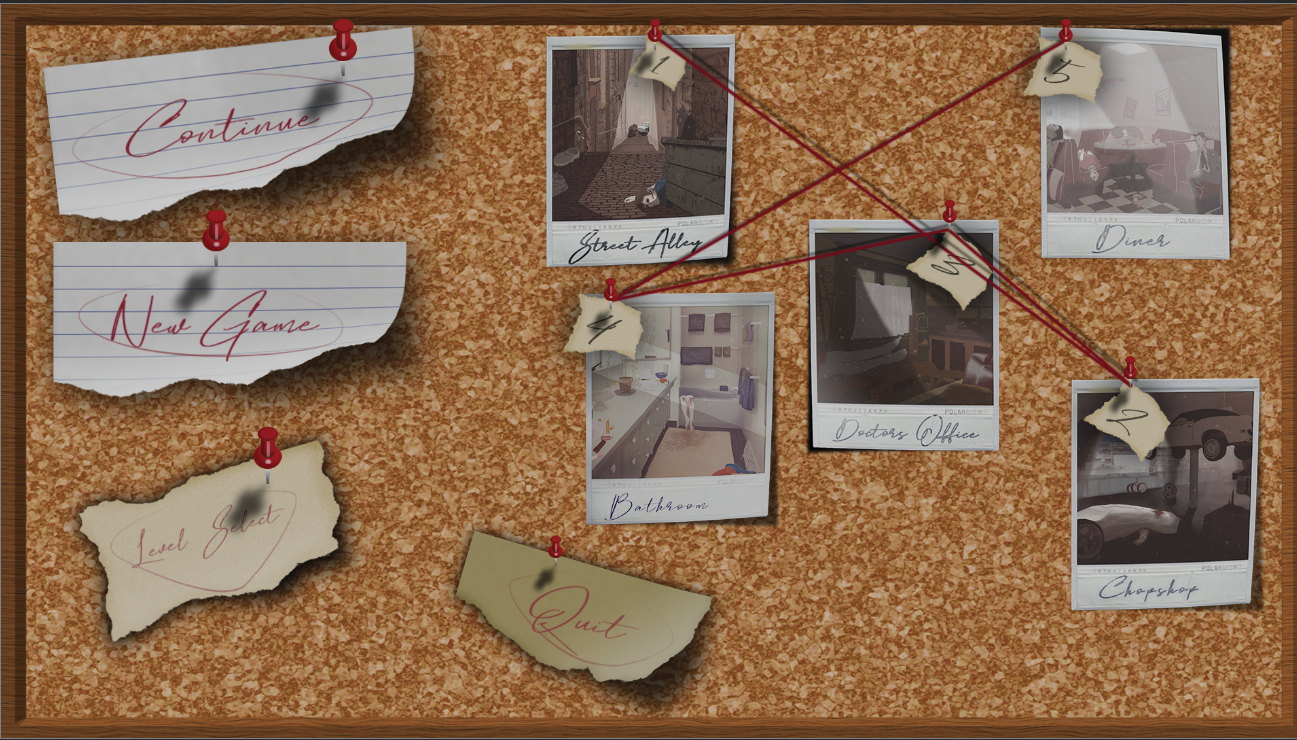 Continue
New Game
Level Select
Quit
1
Street Alley
5
Diner
3
Doctors Office
4
Bathroom
2
Chopshop